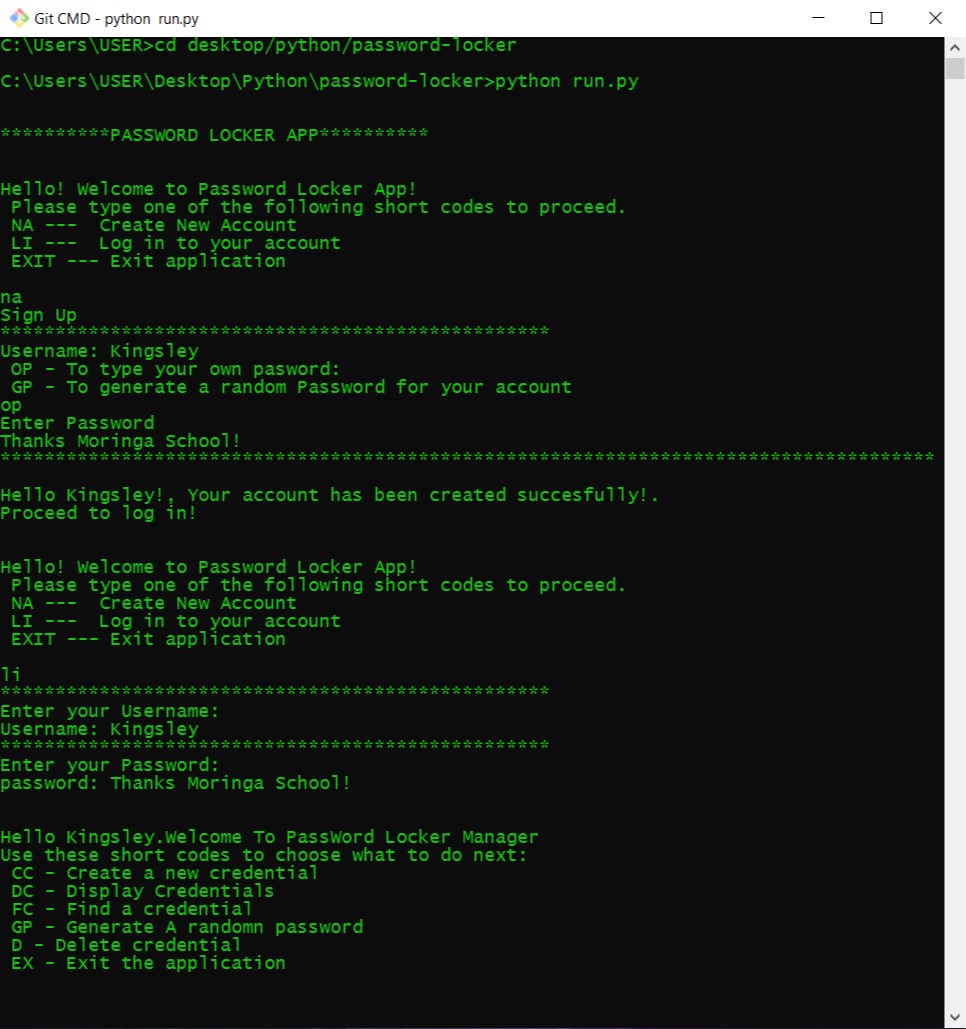 Git CMD - python  run.py
C:\Users\USER>cd desktop/python/password-locker
C:\Users\USER\Desktop\Python\password-locker>python run.py
**********PASSWORD LOCKER APP**********
Hello! Welcome to Password Locker App!
 Please type one of the following short codes to proceed.
 NA ---  Create New Account
 LI ---  Log in to your account
 EXIT --- Exit application
na
Sign Up
**************************************************
Username: Kingsley
 OP - To type your own pasword:
 GP - To generate a random Password for your account
op
Enter Password
Thanks Moringa School!
*************************************************************************************
Hello Kingsley!, Your account has been created succesfully!.
Proceed to log in!
Hello! Welcome to Password Locker App!
 Please type one of the following short codes to proceed.
 NA ---  Create New Account
 LI ---  Log in to your account
 EXIT --- Exit application
li
**************************************************
Enter your Username:
Username: Kingsley
**************************************************
Enter your Password:
password: Thanks Moringa School!
Hello Kingsley.Welcome To PassWord Locker Manager
Use these short codes to choose what to do next:
 CC - Create a new credential
 DC - Display Credentials
 FC - Find a credential
 GP - Generate A randomn password
 D - Delete credential
 EX - Exit the application